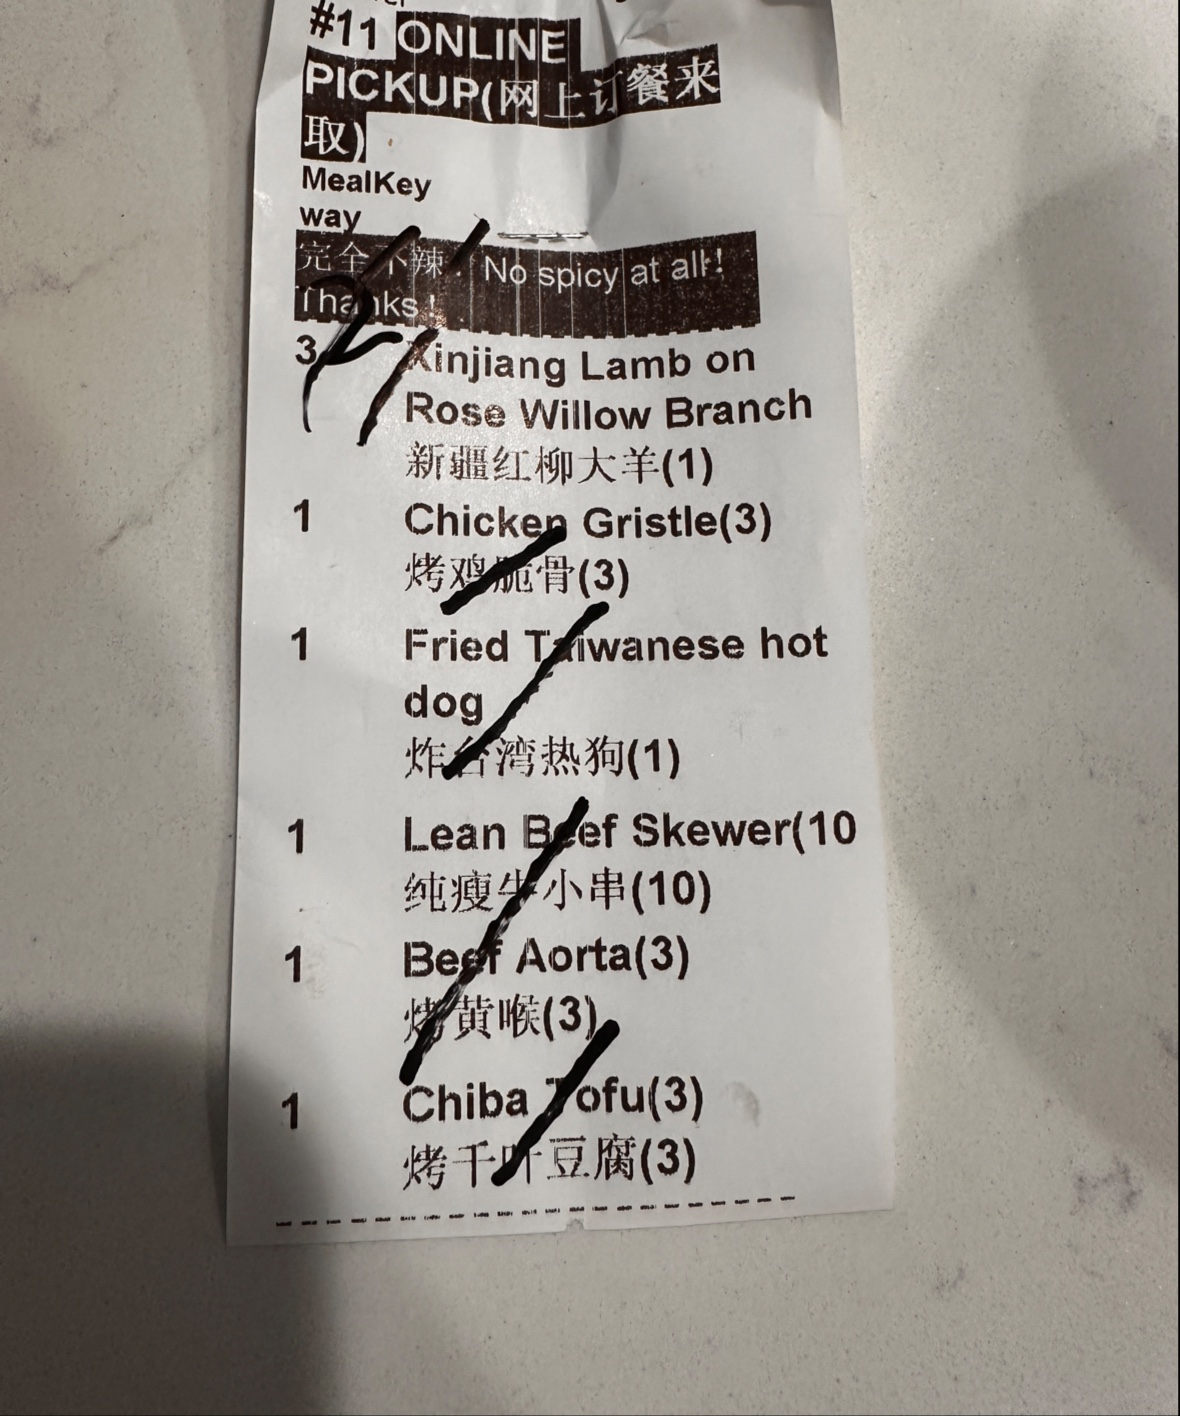 #11 ONLINE
PICKUP(网上订餐来
取)
MealKey
way
完全不辣! No spicy at all!
Thanks!
3 Xinjiang Lamb on
Rose Willow Branch
新疆红柳大羊(1)
1 Chicken Gristle(3)
烤鸡脆骨(3)
1 Fried Taiwanese hot
dog
炸台湾热狗(1)
1 Lean Beef Skewer(10
纯瘦牛小串(10)
1 Beef Aorta(3)
烤黄喉(3)
1 Chiba Tofu(3)
烤千叶豆腐(3)